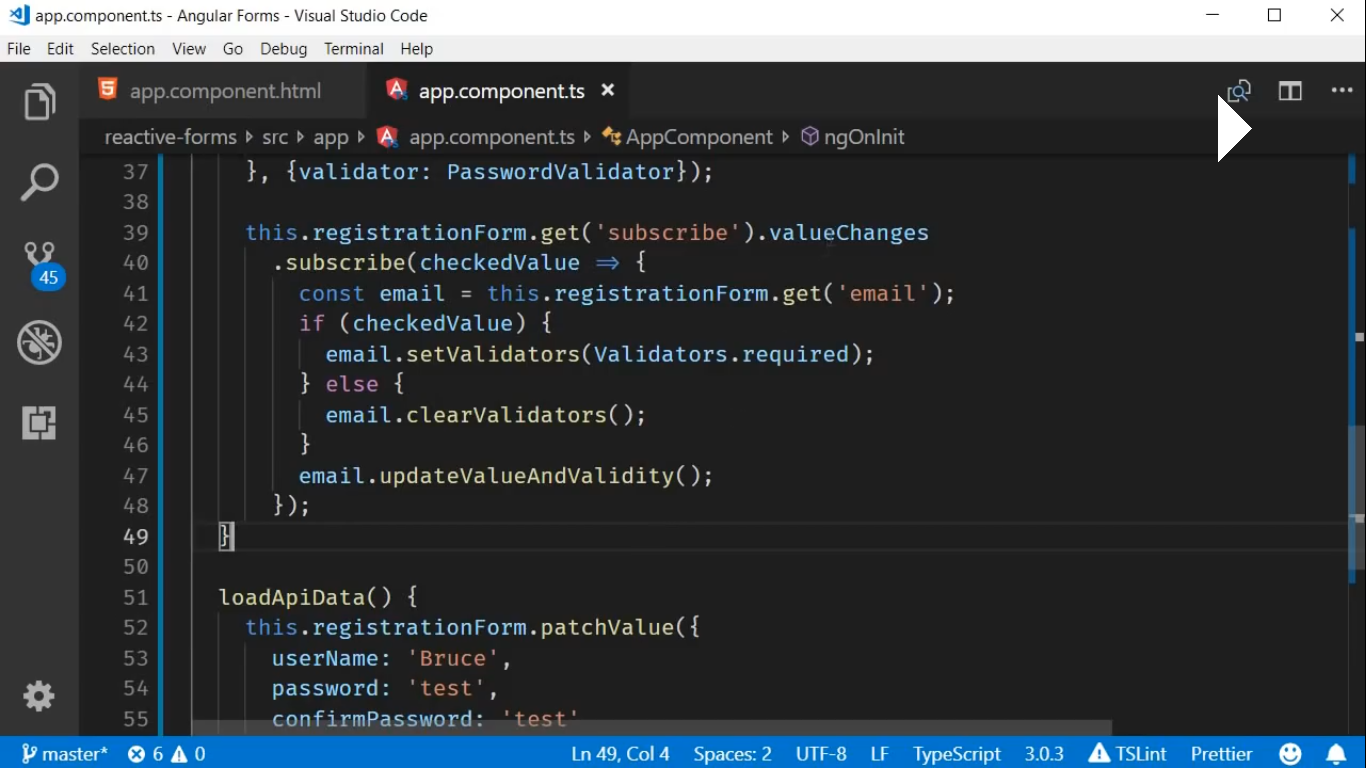 app.component.ts - Angular Forms - Visual Studio Code
File Edit Selection View Go Debug Terminal Help
app.component.html app.component.ts
reactive-forms src app app.component.ts AppComponent ngOnInit
37 }, {validator: PasswordValidator});
38
39 this.registrationForm.get('subscribe').valueChanges
40 .subscribe(checkedValue => {
41 const email = this.registrationForm.get('email');
42 if (checkedValue) {
43 email.setValidators(Validators.required);
44 } else {
45 email.clearValidators();
46 }
47 email.updateValueAndValidity();
48 });
49 }
50
51 loadApiData() {
52 this.registrationForm.patchValue({
53 userName: 'Bruce',
54 password: 'test',
55 confirmPassword: 'test'
45
master* 6 0 Ln 49, Col 4 Spaces: 2 UTF-8 LF TypeScript 3.0.3 TSLint Prettier